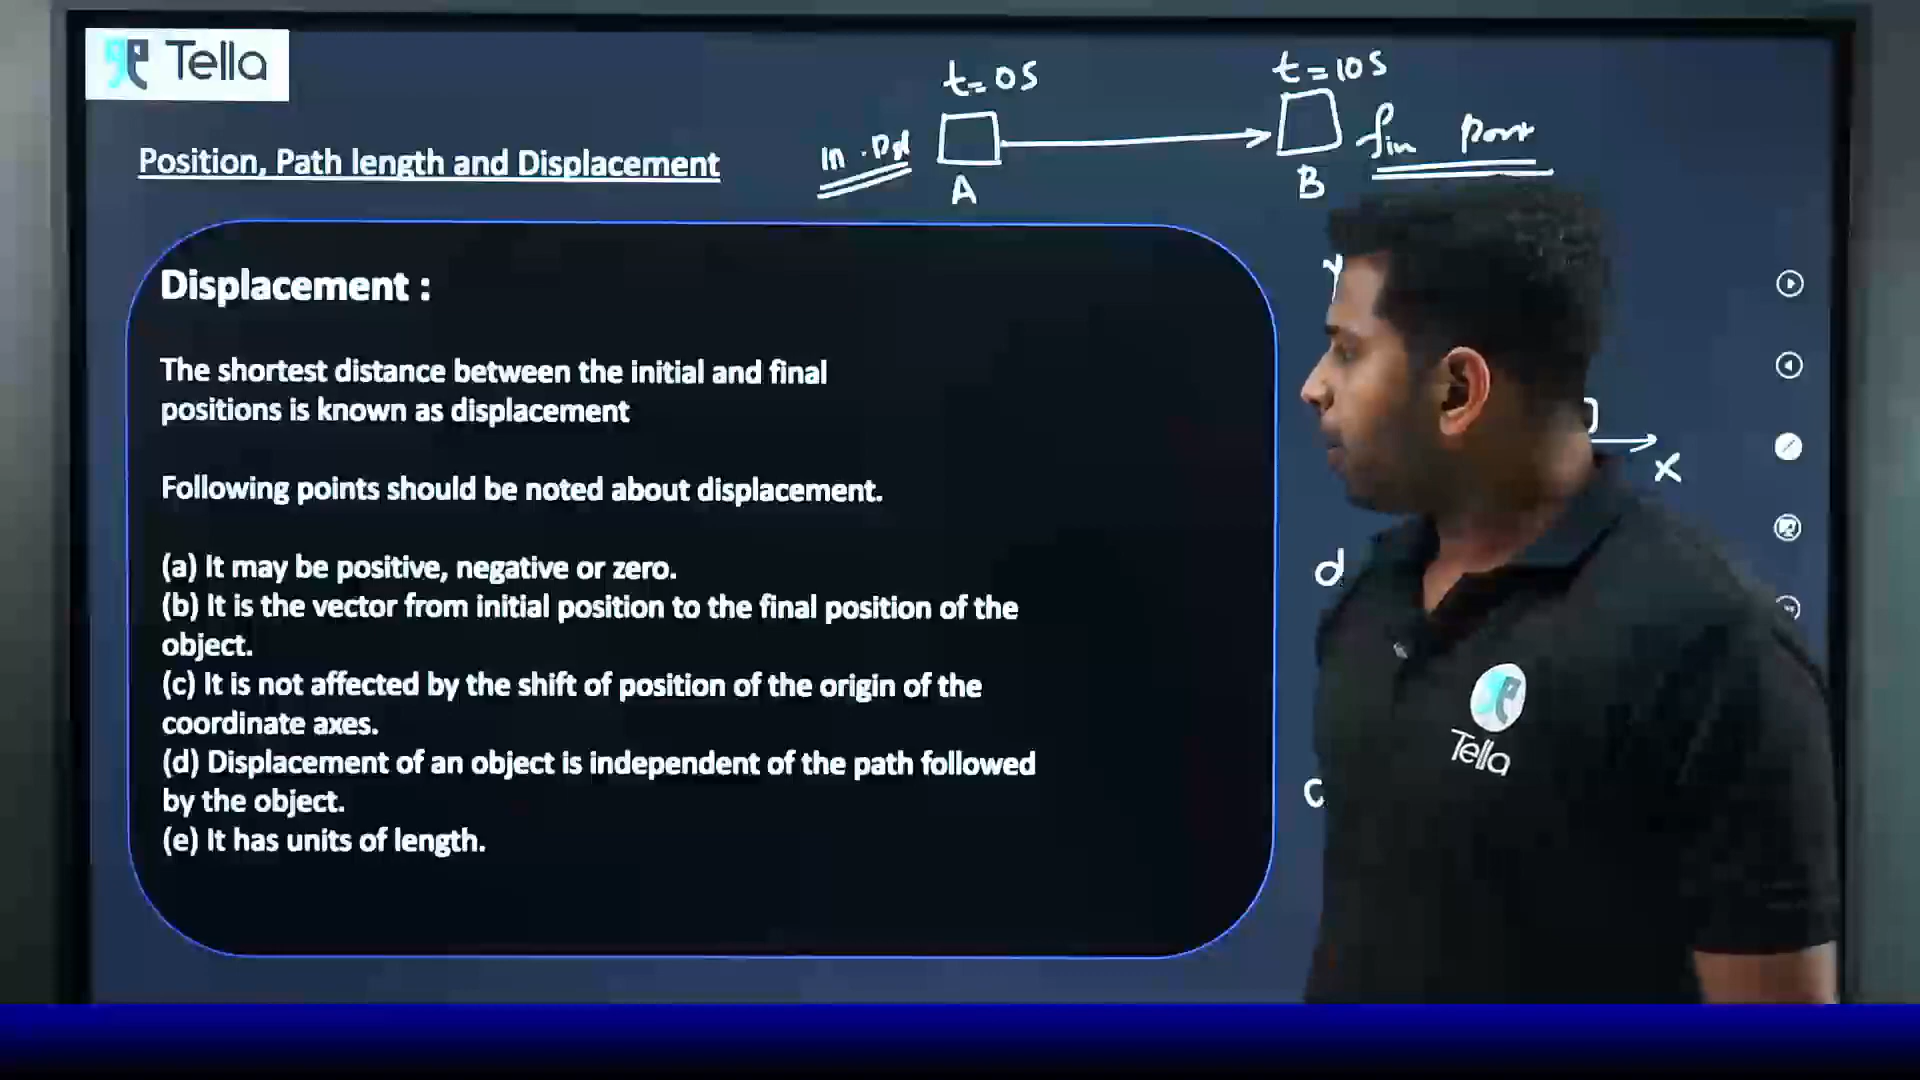 Tella
t=0s
t=10s
Position, Path length and Displacement
In. Pst
fin
A
B
Displacement :
Y
The shortest distance between the initial and final
positions is known as displacement
X
Following points should be noted about displacement.
(a) It may be positive, negative or zero.
d
(b) It is the vector from initial position to the final position of the
object.
(c) It is not affected by the shift of position of the origin of the
coordinate axes.
Tella
(d) Displacement of an object is independent of the path followed
by the object.
C
(e) It has units of length.